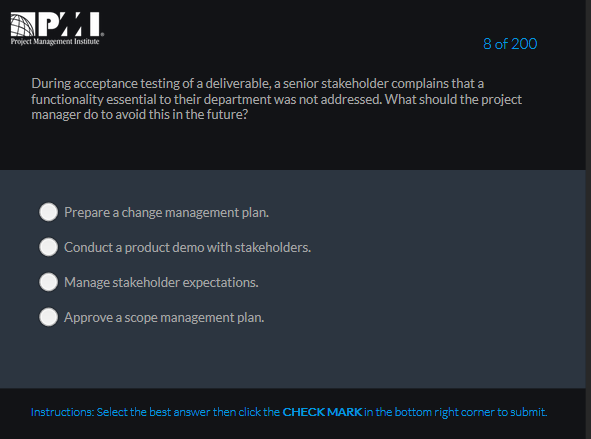 PMI.
Project Management Institute
8 of 200
During acceptance testing of a deliverable, a senior stakeholder complains that a
functionality essential to their department was not addressed. What should the project
manager do to avoid this in the future?
Prepare a change management plan.
Conduct a product demo with stakeholders.
Manage stakeholder expectations.
Approve a scope management plan.
Instructions: Select the best answer then click the CHECK MARK in the bottom right corner to submit.